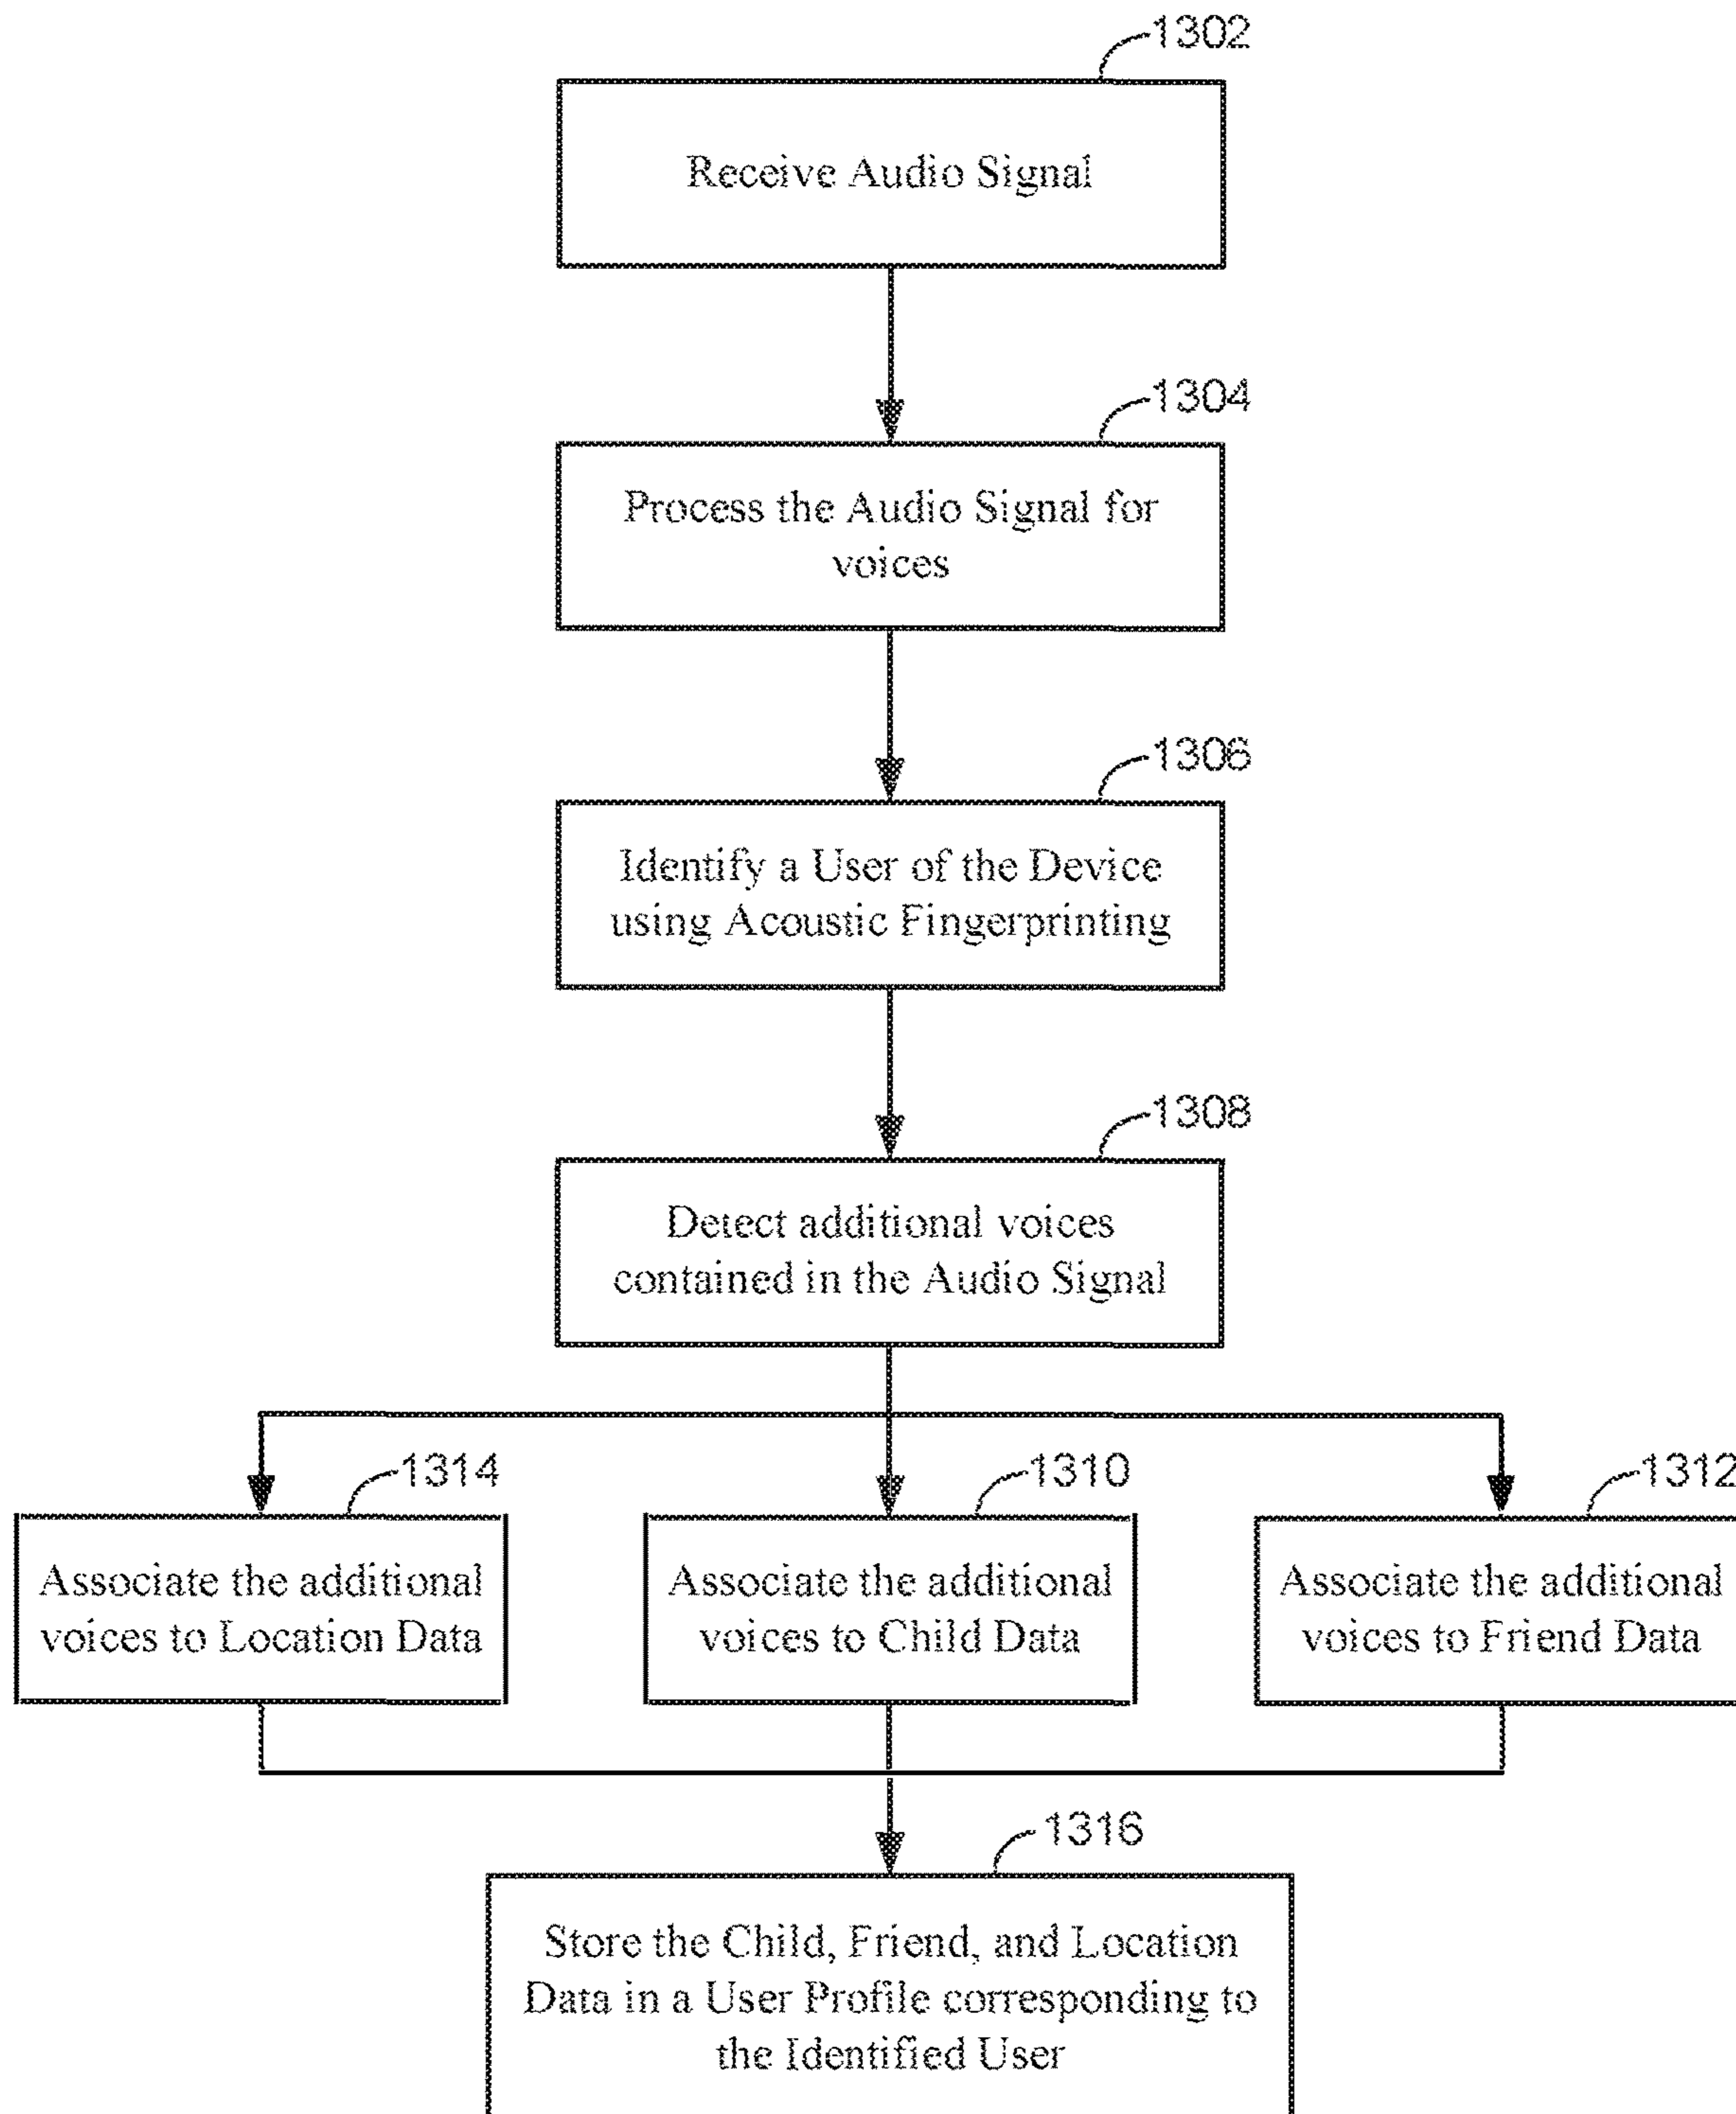 1302
Receive Audio Signal
1304
Process the Audio Signal for
voices
1306
Identify a User of the Device
using Acoustic Fingerprinting
1308
Detect additional voices
contained in the Audio Signal
1314
Associate the additional
voices to Location Data
1310
Associate the additional
voices to Child Data
1312
Associate the additional
voices to Friend Data
1316
Store the Child, Friend, and Location
Data in a User Profile corresponding to
the Identified User